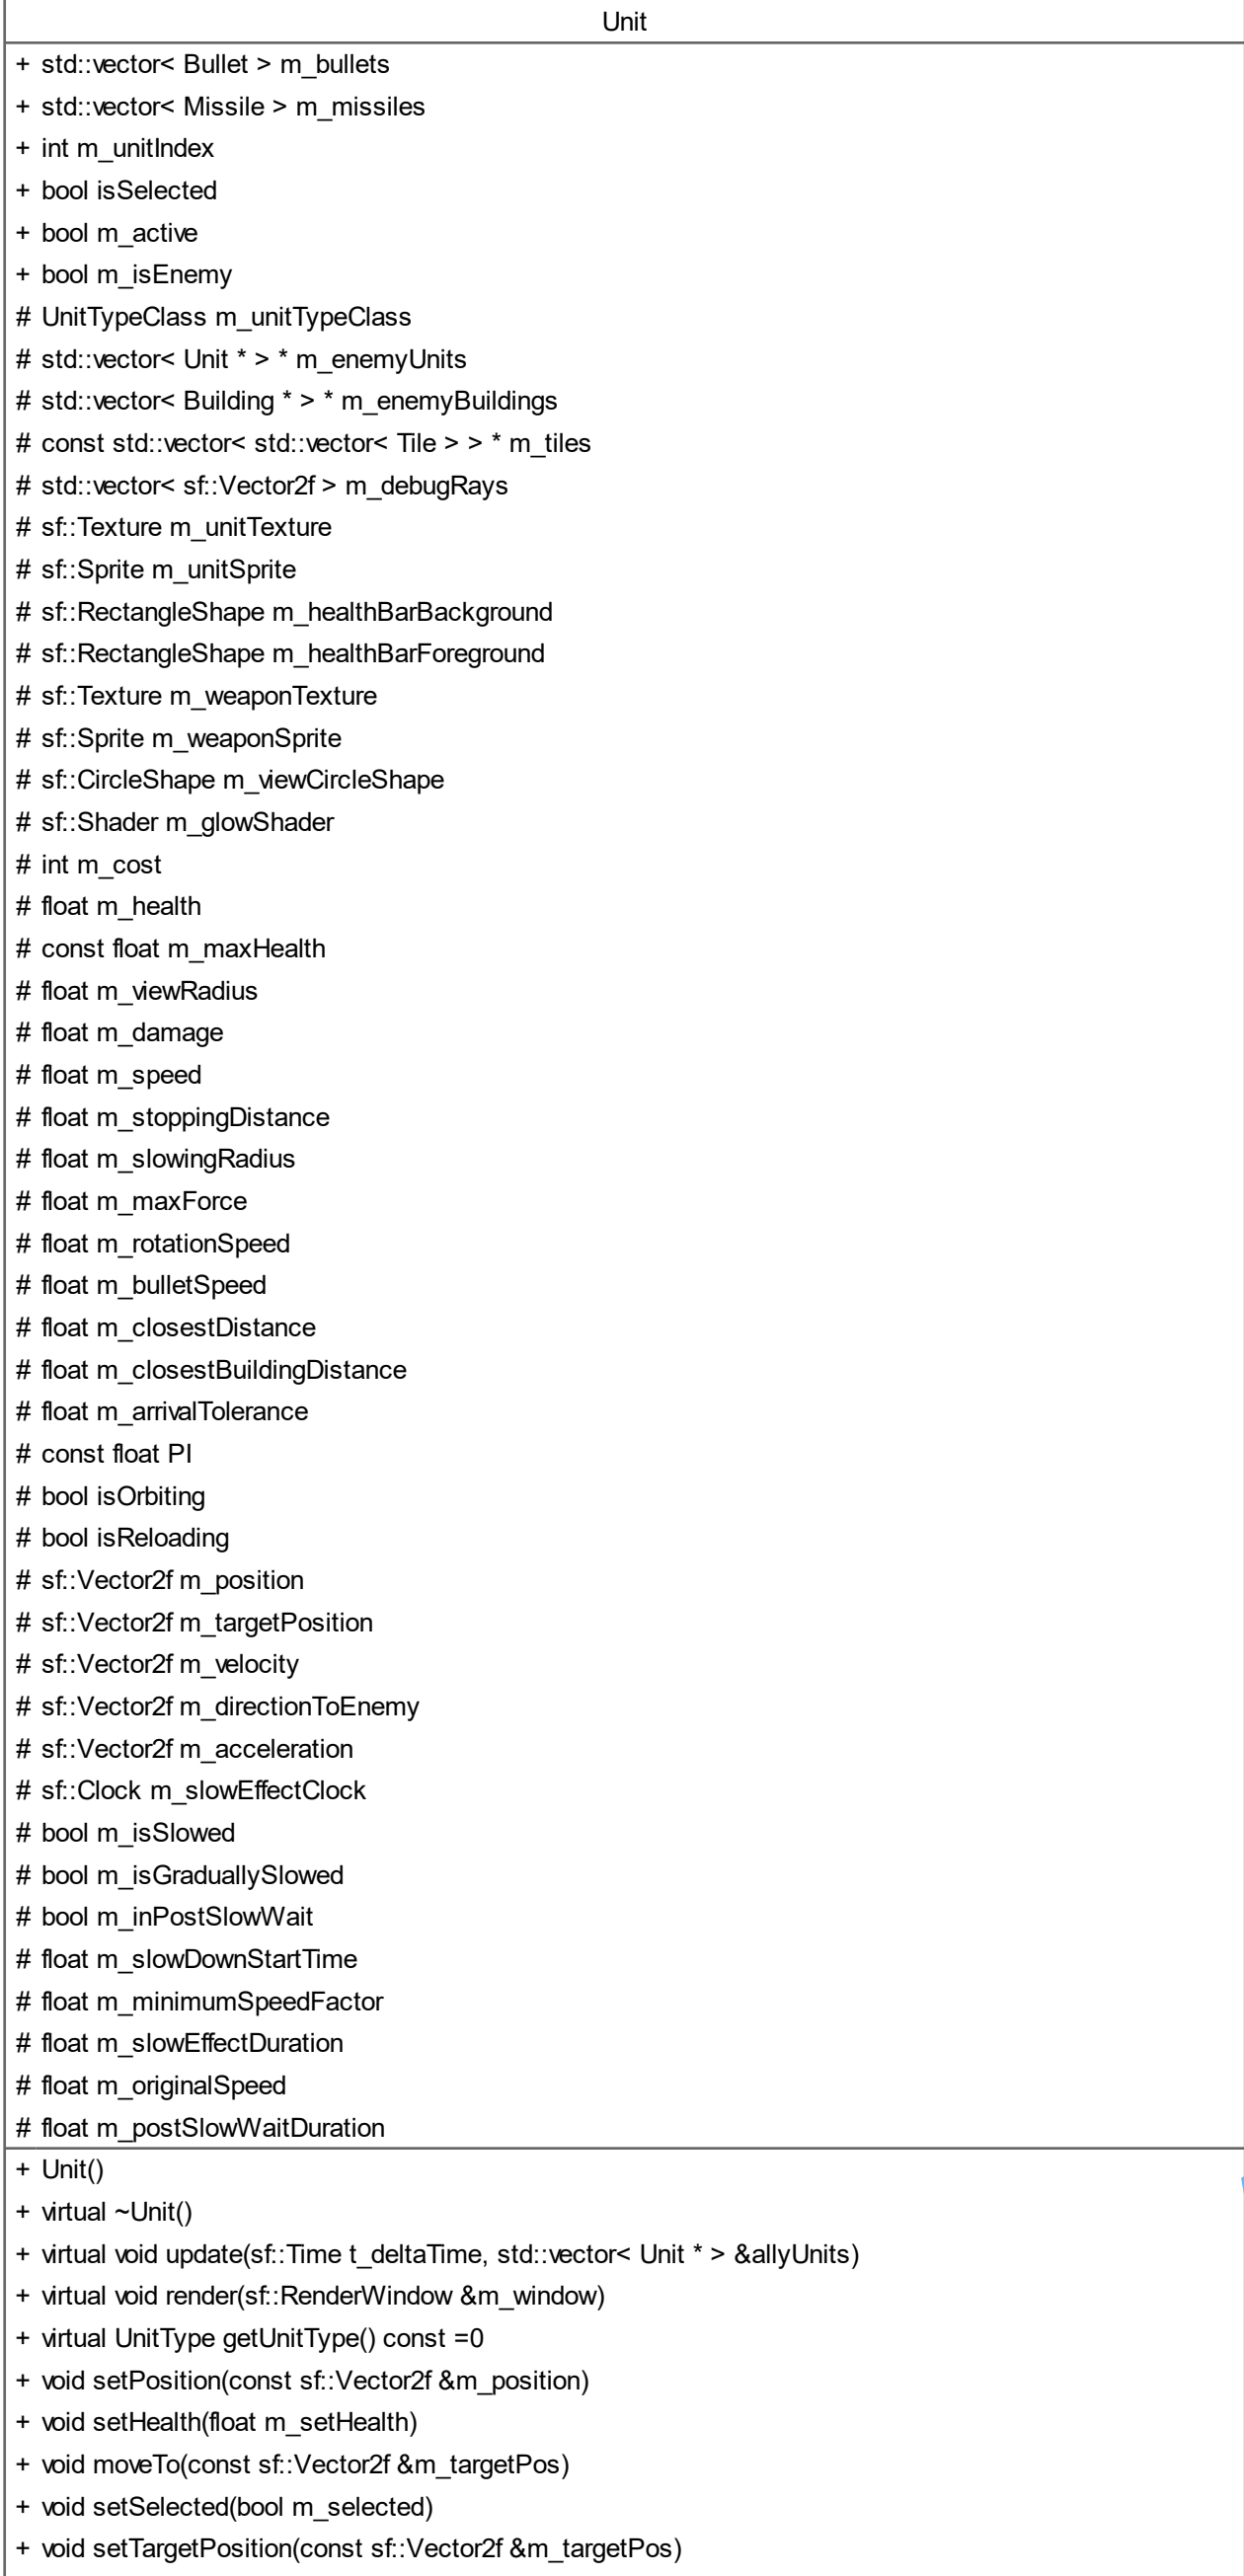 Unit
+ std::vector< Bullet > m_bullets
+ std::vector< Missile > m_missiles
+ int m_unitIndex
+ bool isSelected
+ bool m_active
+ bool m_isEnemy
# UnitTypeClass m_unitTypeClass
# std::vector< Unit * > * m_enemyUnits
# std::vector< Building * > * m_enemyBuildings
# const std::vector< std::vector< Tile > > * m_tiles
# std::vector< sf::Vector2f > m_debugRays
# sf::Texture m_unitTexture
# sf::Sprite m_unitSprite
# sf::RectangleShape m_healthBarBackground
# sf::RectangleShape m_healthBarForeground
# sf::Texture m_weaponTexture
# sf::Sprite m_weaponSprite
# sf::CircleShape m_viewCircleShape
# sf::Shader m_glowShader
# int m_cost
# float m_health
# const float m_maxHealth
# float m_viewRadius
# float m_damage
# float m_speed
# float m_stoppingDistance
# float m_slowingRadius
# float m_maxForce
# float m_rotationSpeed
# float m_bulletSpeed
# float m_closestDistance
# float m_closestBuildingDistance
# float m_arrivalTolerance
# const float PI
# bool isOrbiting
# bool isReloading
# sf::Vector2f m_position
# sf::Vector2f m_targetPosition
# sf::Vector2f m_velocity
# sf::Vector2f m_directionToEnemy
# sf::Vector2f m_acceleration
# sf::Clock m_slowEffectClock
# bool m_isSlowed
# bool m_isGraduallySlowed
# bool m_inPostSlowWait
# float m_slowDownStartTime
# float m_minimumSpeedFactor
# float m_slowEffectDuration
# float m_originalSpeed
# float m_postSlowWaitDuration
+ Unit()
+ virtual ~Unit()
+ virtual void update(sf::Time t_deltaTime, std::vector< Unit * > &allyUnits)
+ virtual void render(sf::RenderWindow &m_window)
+ virtual UnitType getUnitType() const =0
+ void setPosition(const sf::Vector2f &m_position)
+ void setHealth(float m_setHealth)
+ void moveTo(const sf::Vector2f &m_targetPos)
+ void setSelected(bool m_selected)
+ void setTargetPosition(const sf::Vector2f &m_targetPos)